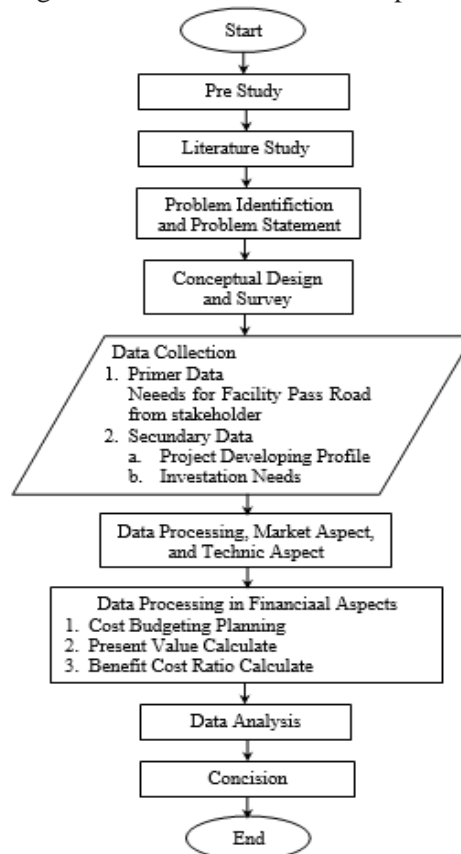 Start
Pre Study
Literature Study
Problem Identifiction
and Problem Statement
Conceptual Design
and Survey
Data Collection
1. Primer Data
Neeeds for Facility Pass Road
from stakeholder
2. Secundary Data
a. Project Developing Profile
b. Investation Needs
Data Processing, Market Aspect,
and Technic Aspect
Data Processing in Financiaal Aspects
1. Cost Budgeting Planning
2. Present Value Calculate
3. Benefit Cost Ratio Calculate
Data Analysis
Concision
End